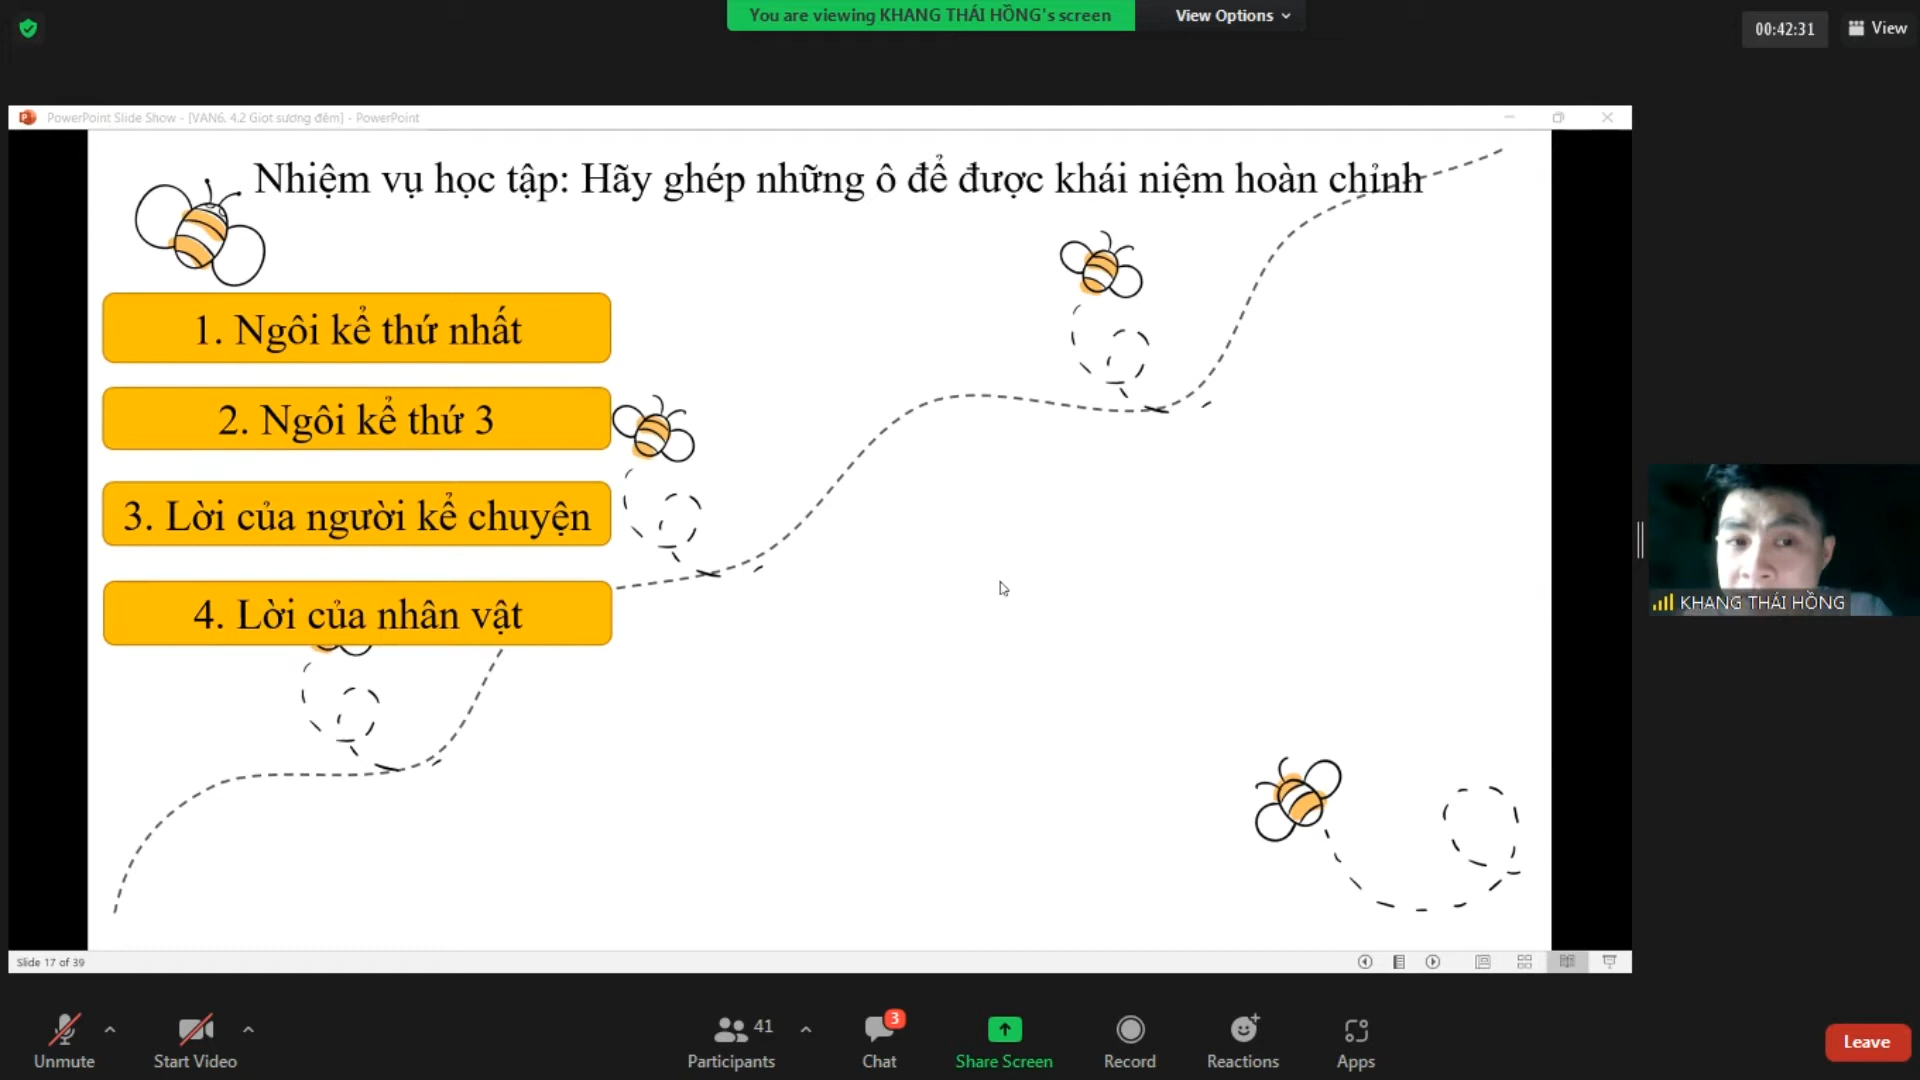 You are viewing KHANG THÁI HỒNG's screen
View Options
00:42:31
View
PowerPoint Slide Show - [VAN6. 4.2 Giọt sương đêm] - PowerPoint
Nhiệm vụ học tập: Hãy ghép những ô để được khái niệm hoàn chỉnh
1. Ngôi kể thứ nhất
2. Ngôi kể thứ 3
3. Lời của người kể chuyện
4. Lời của nhân vật
KHANG THÁI HỒNG
Slide 17 of 39
Unmute
Start Video
41
Participants
3
Chat
Share Screen
Record
Reactions
Apps
Leave